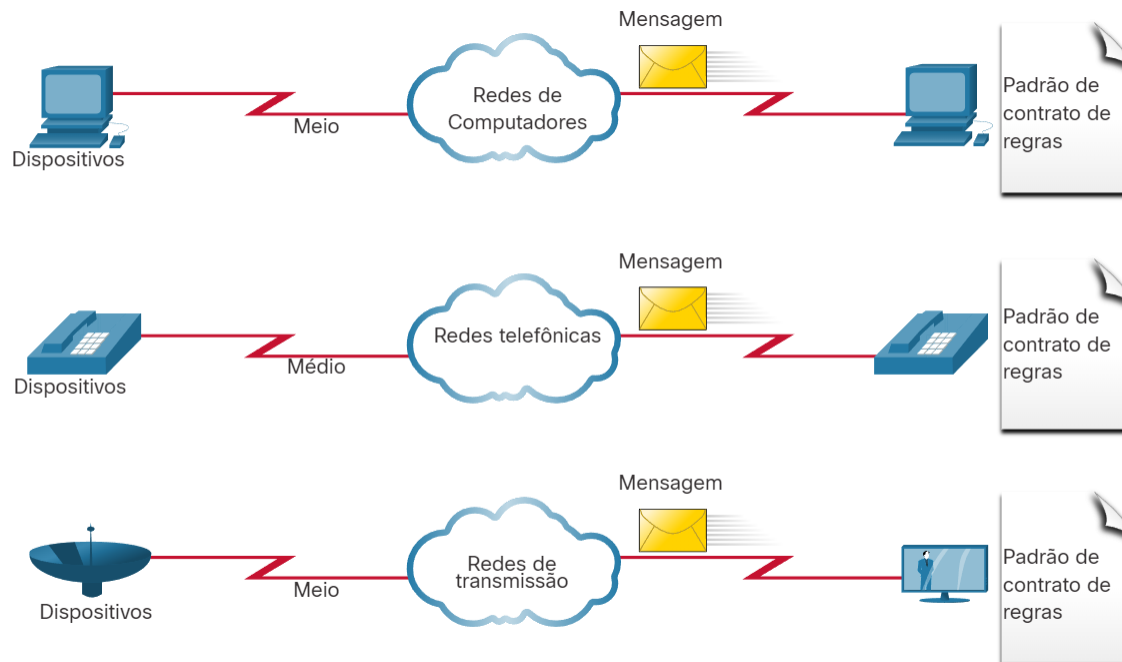 Mensagem
Redes de
Computadores
Meio
Dispositivos
Padrão de
contrato de
regras
Mensagem
Redes telefônicas
Médio
Dispositivos
Padrão de
contrato de
regras
Mensagem
Redes de
transmissão
Meio
Dispositivos
Padrão de
contrato de
regras